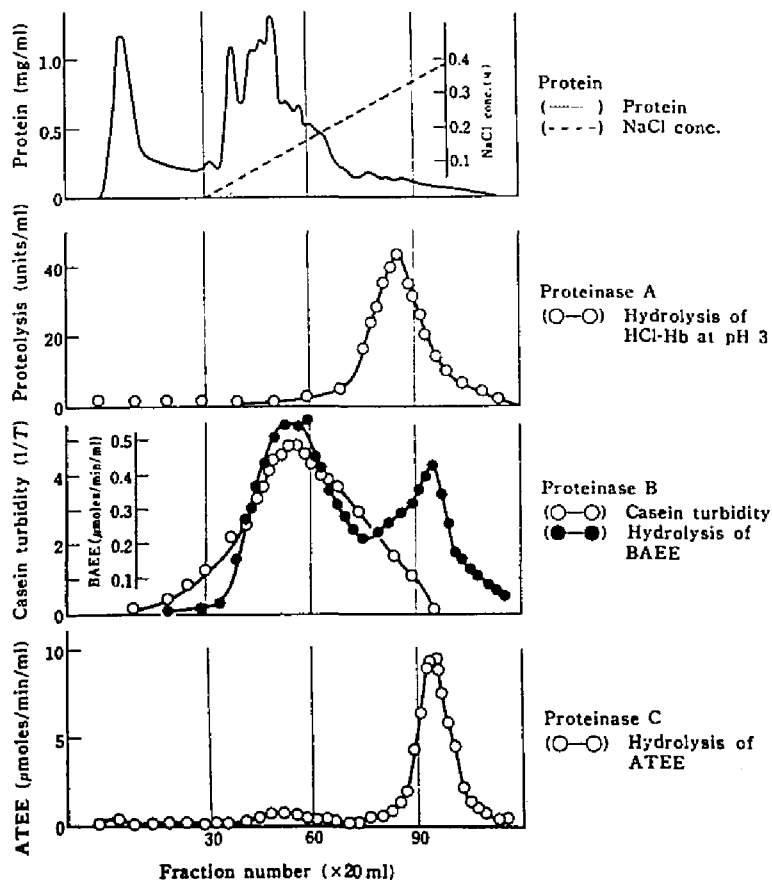 Protein (mg/ml)
1.0
0.5
0
0.4
0.3
0.2
0.1
NaCl conc.(M)
Protein
(——) Protein
(----) NaCl conc.
Proteolysis (units/ml)
40
20
0
Proteinase A
(○—○) Hydrolysis of
HCl-Hb at pH 3
Casein turbidity (1/T)
4
2
0
BAEE (μmoles/min/ml)
0.5
0.4
0.3
0.2
0.1
Proteinase B
(○—○) Casein turbidity
(●—●) Hydrolysis of
BAEE
ATEE (μmoles/min/ml)
10
5
0
Proteinase C
(○—○) Hydrolysis of
ATEE
30 60 90
Fraction number (×20 ml)